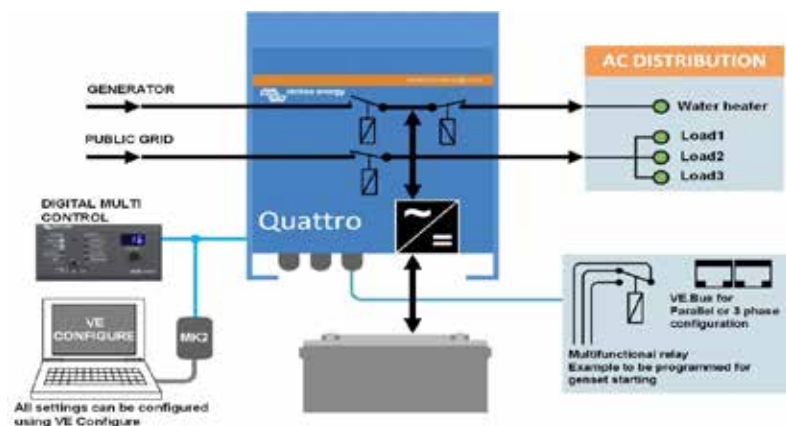 GENERATOR
PUBLIC GRID
victron energy
AC DISTRIBUTION
Water heater
Load1
Load2
Load3
DIGITAL MULTI
CONTROL
Quattro
VE
CONFIGURE
MK2
All settings can be configured
using VE Configure
VE.Bus for
Parallel or 3 phase
configuration
Multifunctional relay
Example to be programmed for
genset starting